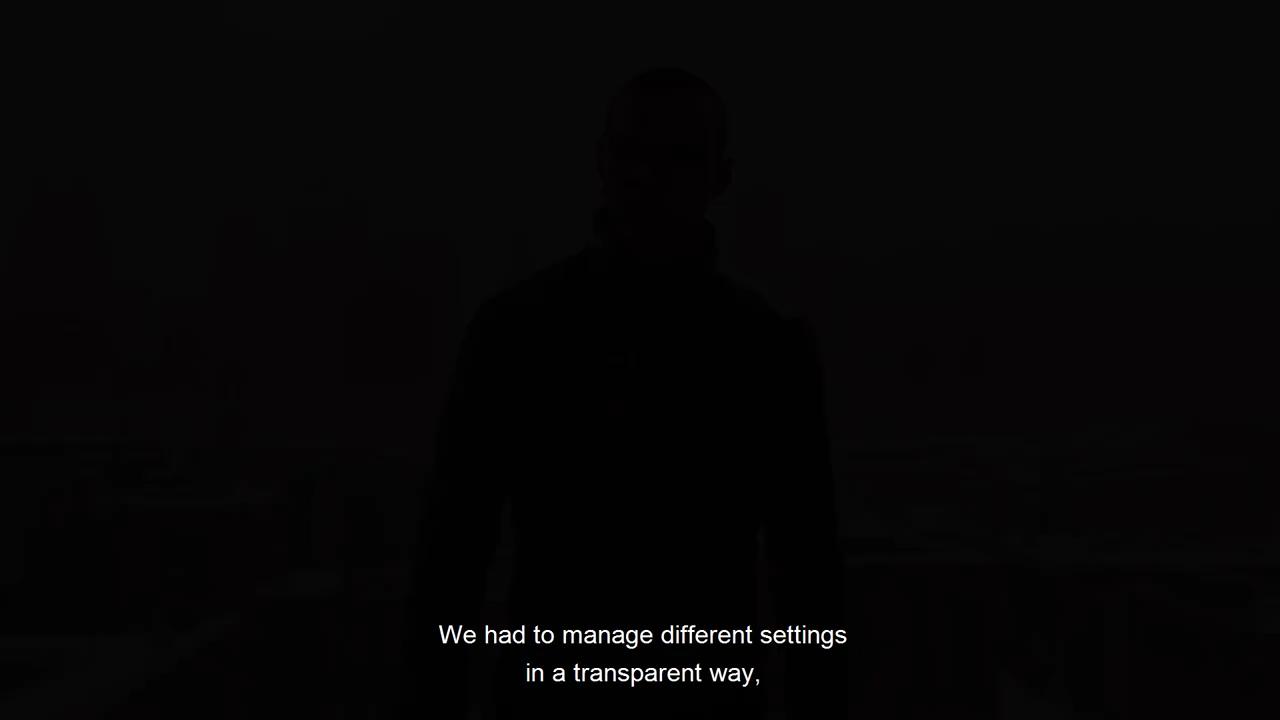 We had to manage different settings
in a transparent way,